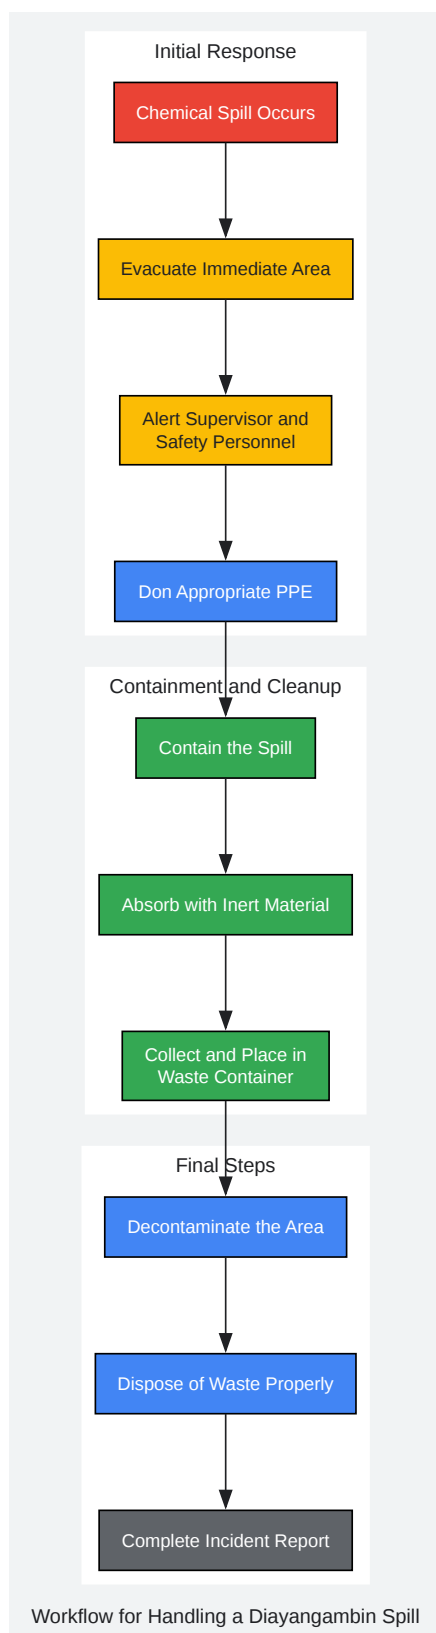 Initial Response
Chemical Spill Occurs
Evacuate Immediate Area
Alert Supervisor and
Safety Personnel
Don Appropriate PPE
Containment and Cleanup
Contain the Spill
Absorb with Inert Material
Collect and Place in
Waste Container
Final Steps
Decontaminate the Area
Dispose of Waste Properly
Complete Incident Report
Workflow for Handling a Diayangambin Spill